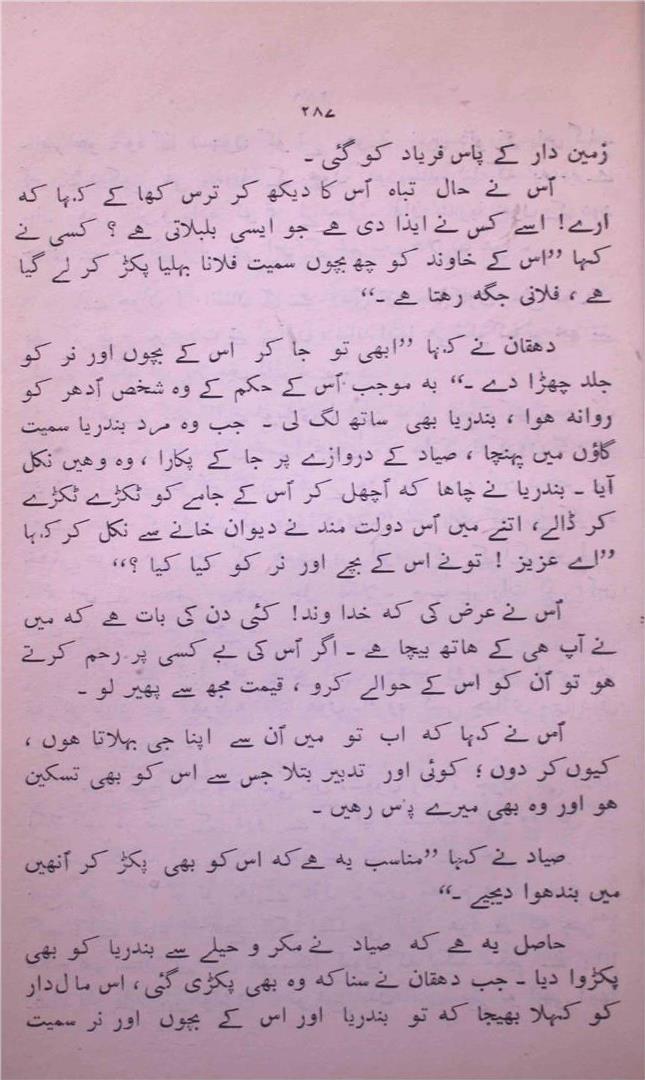 ۲۸۷
زمین دار کے پاس فریاد کو گئی ۔
اُس نے حال تباہ اُس کا دیکھ کر ترس کھا کے کہا کہ
ارے! اسے کس نے ایذا دی ہے جو ایسی بلبلاتی ہے ؟ کسی نے
کہا ”اس کے خاوند کو چھ بچوں سمیت فلانا بہلیا پکڑ کر لے گیا
ہے ، فلانی جگہ رہتا ہے ۔“
دہقان نے کہا ”ابھی تو جا کر اس کے بچوں اور نر کو
جلد چھڑا دے ۔“ بہ موجب اُس کے حکم کے وہ شخص اُدھر کو
روانہ ہوا ، بندریا بھی ساتھ لگ لی ۔ جب وہ مرد بندریا سمیت
گاؤں میں پہنچا ، صیاد کے دروازے پر جا کے پکارا ، وہ وہیں نکل
آیا ۔ بندریا نے چاہا کہ اُچھل کر اُس کے جامے کو ٹکڑے ٹکڑے
کر ڈالے، اتنے میں اُس دولت مند نے دیوان خانے سے نکل کر کہا
”اے عزیز ! تونے اس کے بچے اور نر کو کیا کیا ؟“
اُس نے عرض کی کہ خدا وند! کئی دن کی بات ہے کہ میں
نے آپ ہی کے ہاتھ بیچا ہے ۔ اگر اُس کی بے کسی پر رحم کرتے
ہو تو اُن کو اس کے حوالے کرو ، قیمت مجھ سے پھیر لو ۔
اُس نے کہا کہ اب تو میں اُن سے اپنا جی بہلاتا ہوں ،
کیوں کر دوں ؛ کوئی اور تدبیر بتلا جس سے اس کو بھی تسکین
ہو اور وہ بھی میرے پاس رہیں ۔
صیاد نے کہا ”مناسب یہ ہے کہ اس کو بھی پکڑ کر اُنھیں
میں بندھوا دیجیے ۔“
حاصل یہ ہے کہ صیاد نے مکر و حیلے سے بندریا کو بھی
پکڑوا دیا ۔ جب دہقان نے سنا کہ وہ بھی پکڑی گئی ، اس مال‌دار
کو کہلا بھیجا کہ تو بندریا اور اس کے بچوں اور نر سمیت